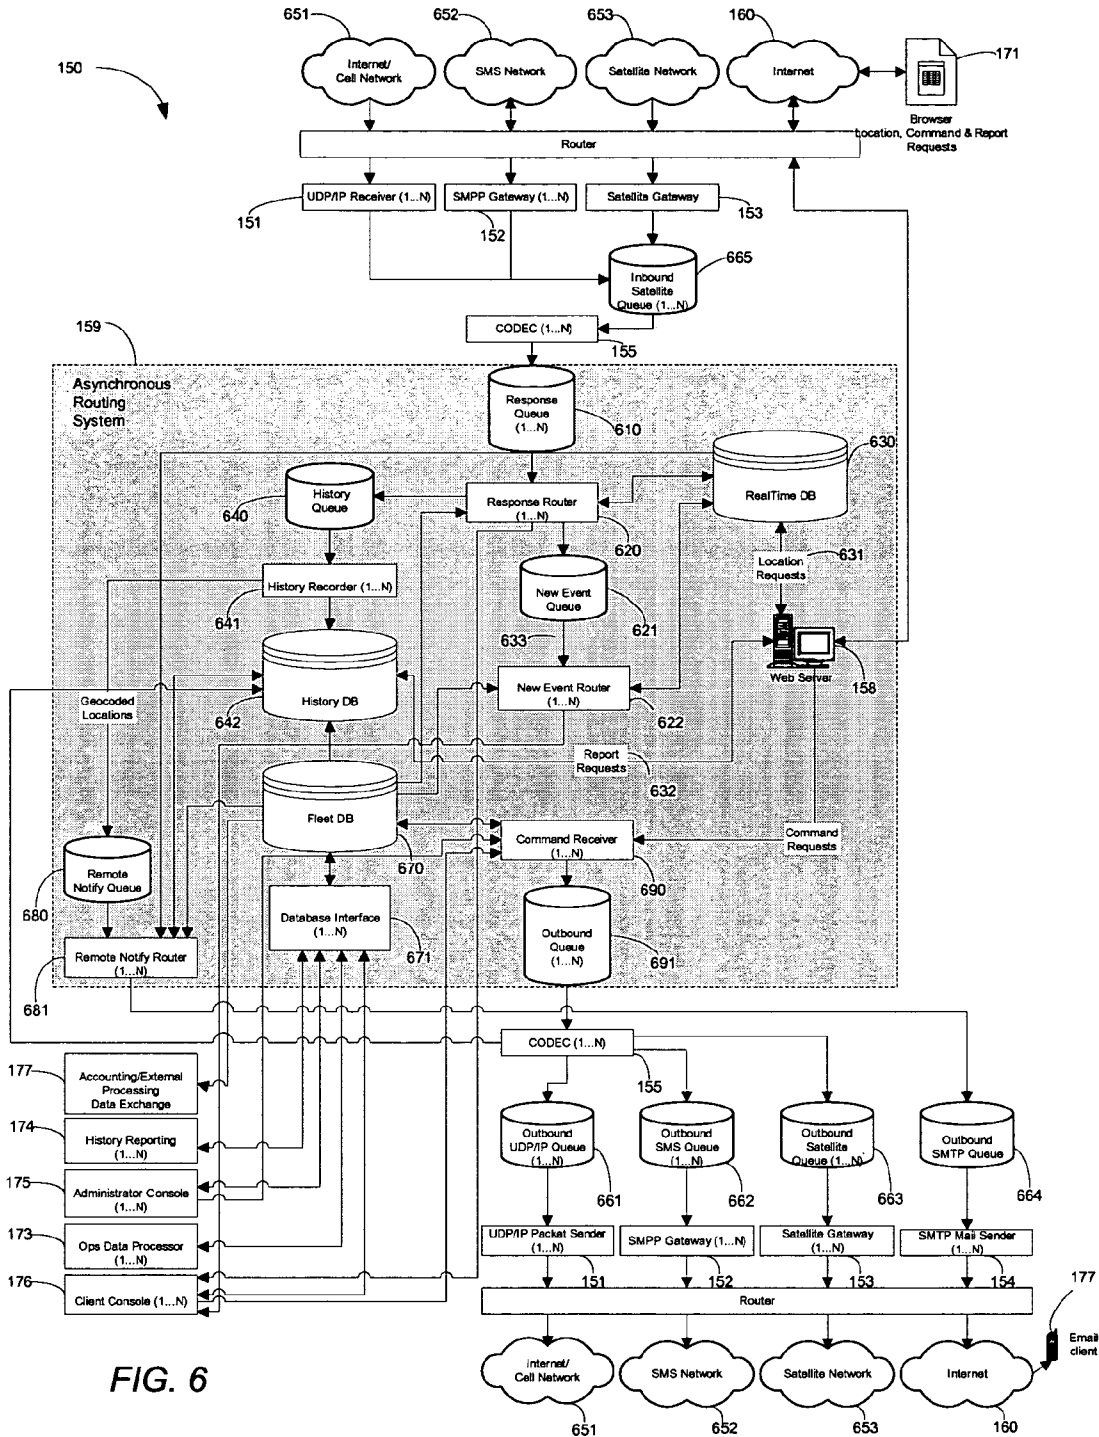 651
652
653
160
150
171
Internet/
Cell Network
SMS Network
Satellite Network
Internet
Browser
Location, Command & Report
Requests
Router
UDP/IP Receiver (1...N)
SMPP Gateway (1...N)
Satellite Gateway
151
152
153
665
Inbound
Satellite
Queue (1...N)
159
CODEC (1...N)
155
Asynchronous
Routing
System
Response
Queue
(1...N)
610
630
RealTime DB
640
History
Queue
Response Router
(1...N)
620
631
Location
Requests
History Recorder (1...N)
641
New Event
Queue
621
633
Web Server
158
Geocoded
Locations
642
History DB
New Event Router
(1...N)
622
Report
Requests
632
Fleet DB
670
Command Receiver
(1...N)
690
Command
Requests
Remote
Notify Queue
680
Database Interface
(1...N)
671
Outbound
Queue
(1...N)
691
Remote Notify Router
(1...N)
681
CODEC (1...N)
155
177
Accounting/External
Processing
Data Exchange
174
History Reporting
(1...N)
175
Administrator Console
(1...N)
173
Ops Data Processor
(1...N)
176
Client Console (1...N)
Outbound
UDP/IP Queue
(1...N)
661
Outbound
SMS Queue
(1...N)
662
Outbound
Satellite
Queue (1...N)
663
Outbound
SMTP Queue
664
UDP/IP Packet Sender
(1...N)
SMPP Gateway (1...N)
Satellite Gateway
(1...N)
SMTP Mail Sender
(1...N)
151
152
153
154
Router
177
Email
client
Internet/
Cell Network
SMS Network
Satellite Network
Internet
651
652
653
160
FIG. 6